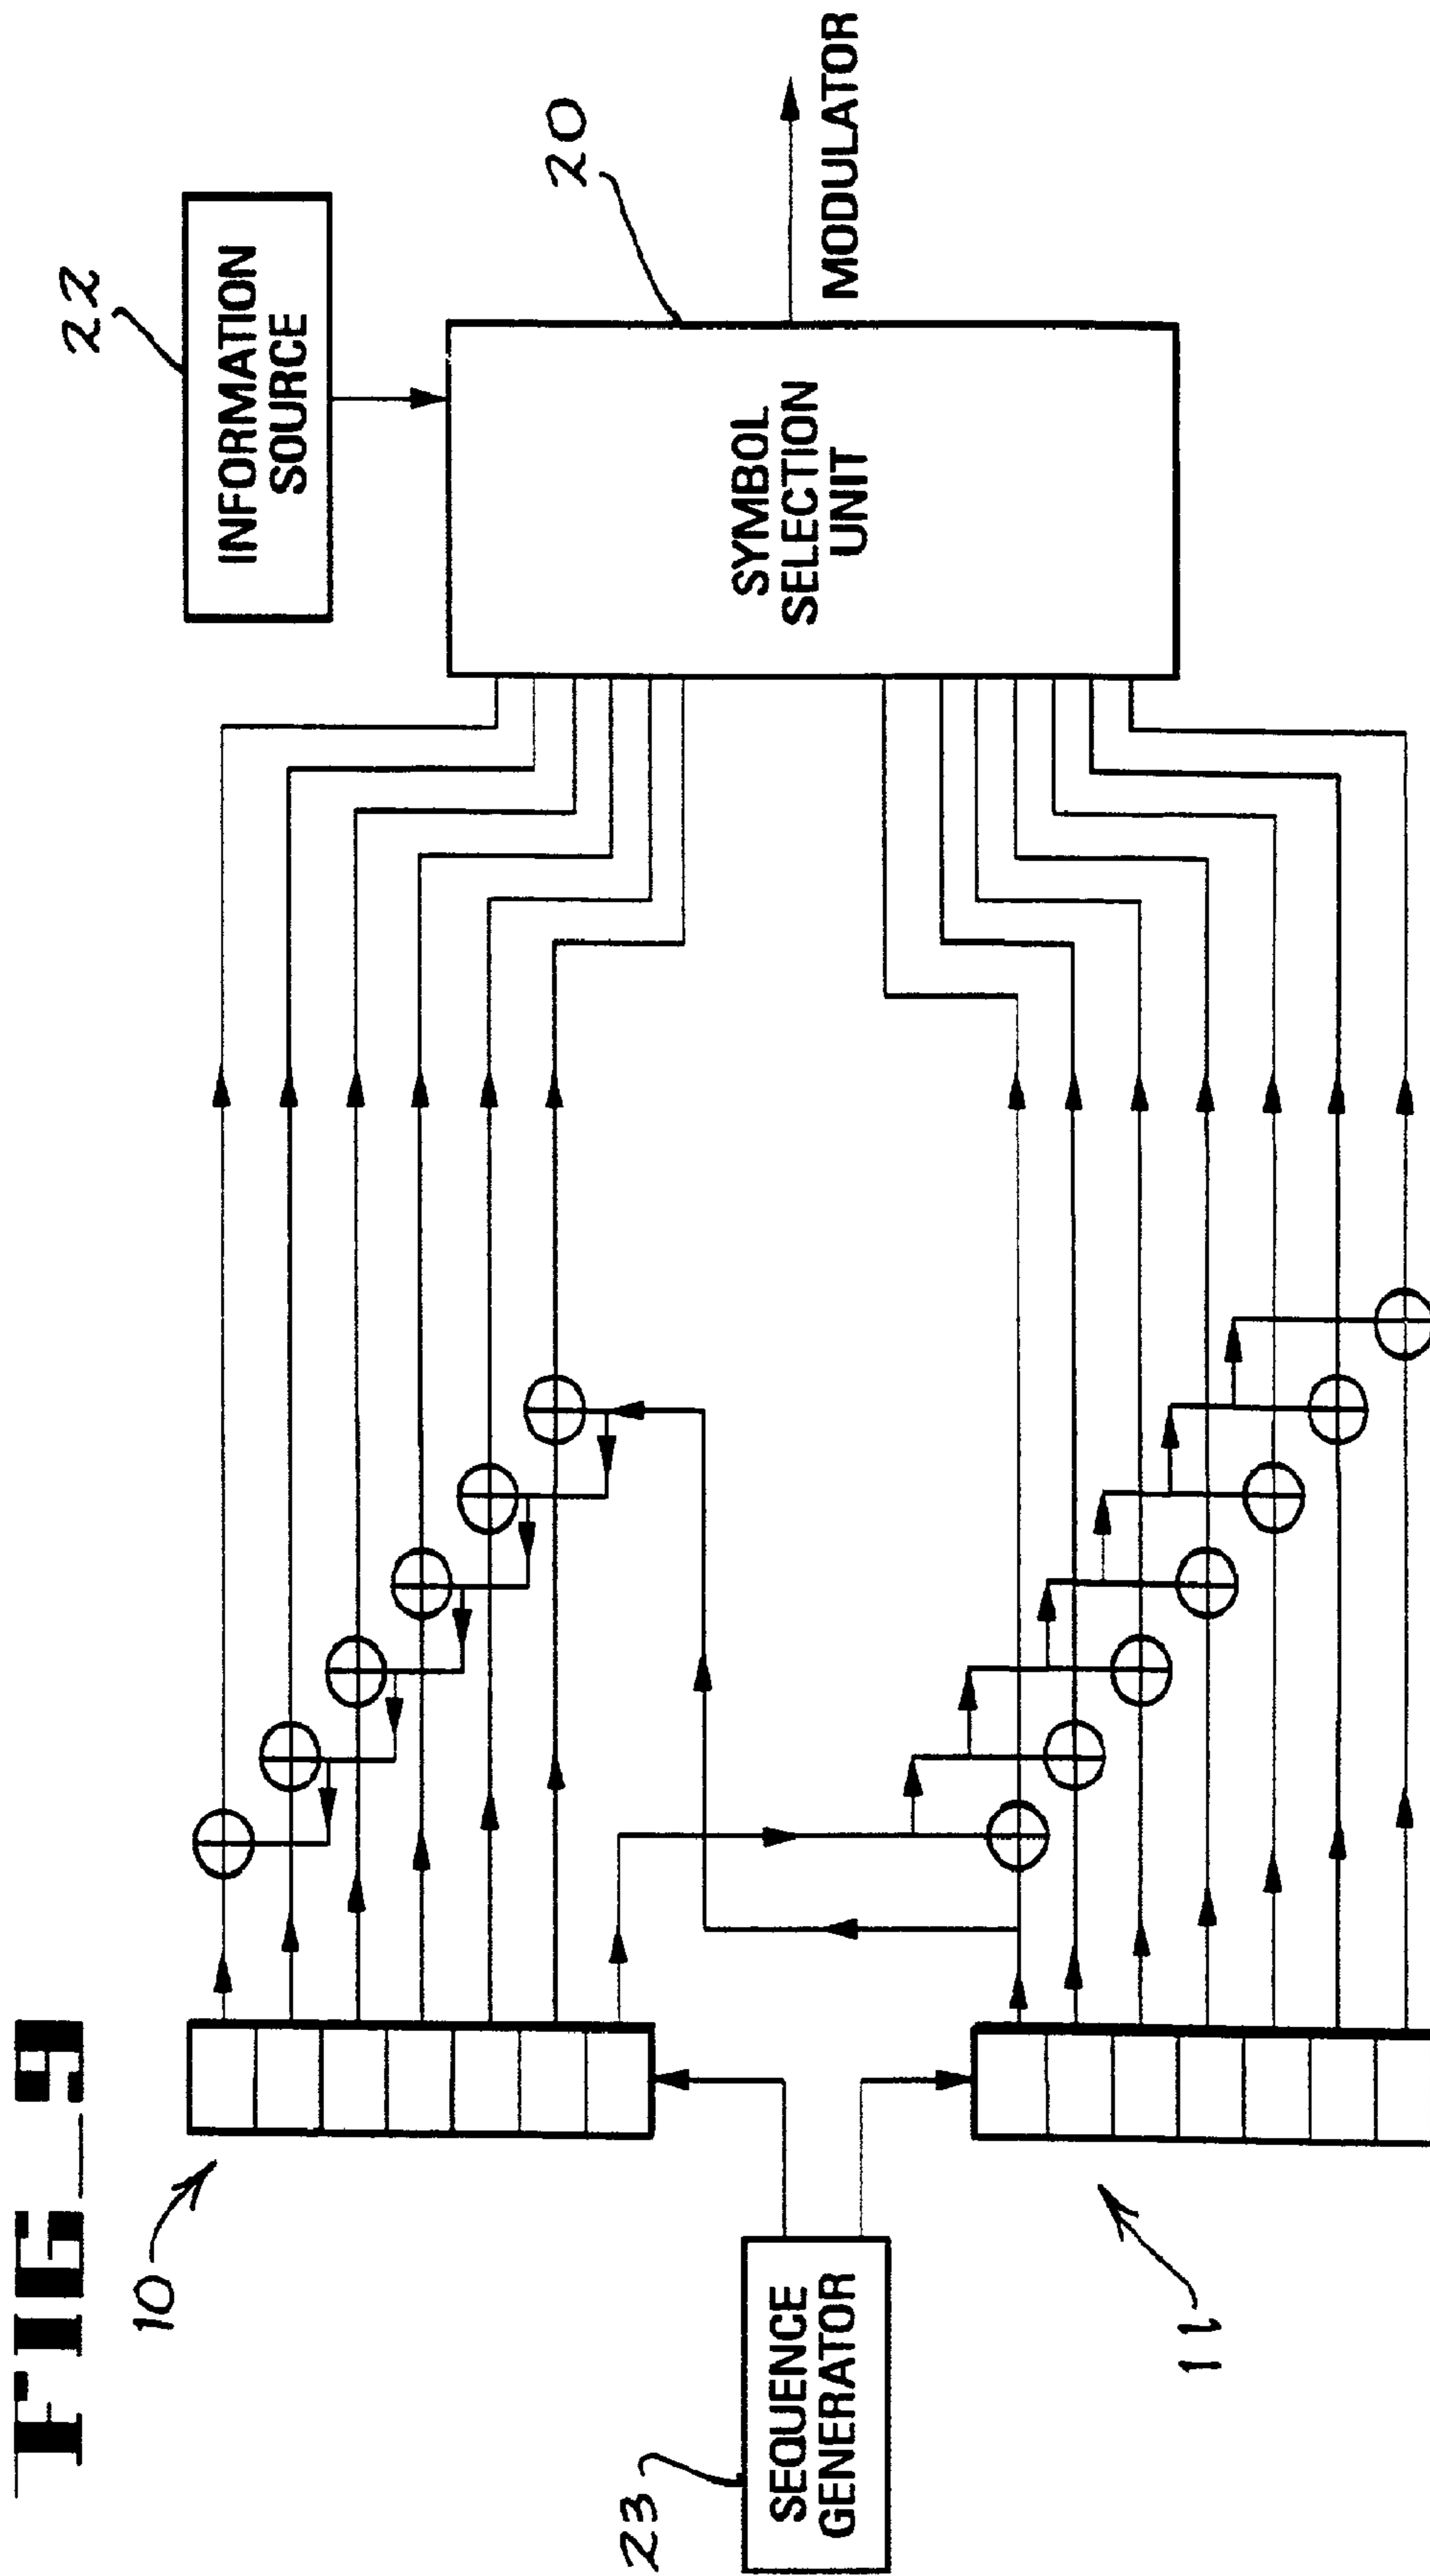 FIG_9
10
11
23
SEQUENCE
GENERATOR
22
INFORMATION
SOURCE
20
SYMBOL
SELECTION
UNIT
MODULATOR